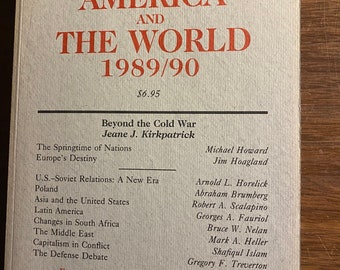 AMERICA
AND
THE WORLD
1989/90
$6.95
Beyond the Cold War
Jeane J. Kirkpatrick
The Springtime of Nations Michael Howard
Europe's Destiny Jim Hoagland
U.S.-Soviet Relations: A New Era Arnold L. Horelick
Poland Abraham Brumberg
Asia and the United States Robert A. Scalapino
Latin America Georges A. Fauriol
Changes in South Africa Bruce W. Nelan
The Middle East Mark A. Heller
Capitalism in Conflict Shafiqul Islam
The Defense Debate Gregory F. Treverton